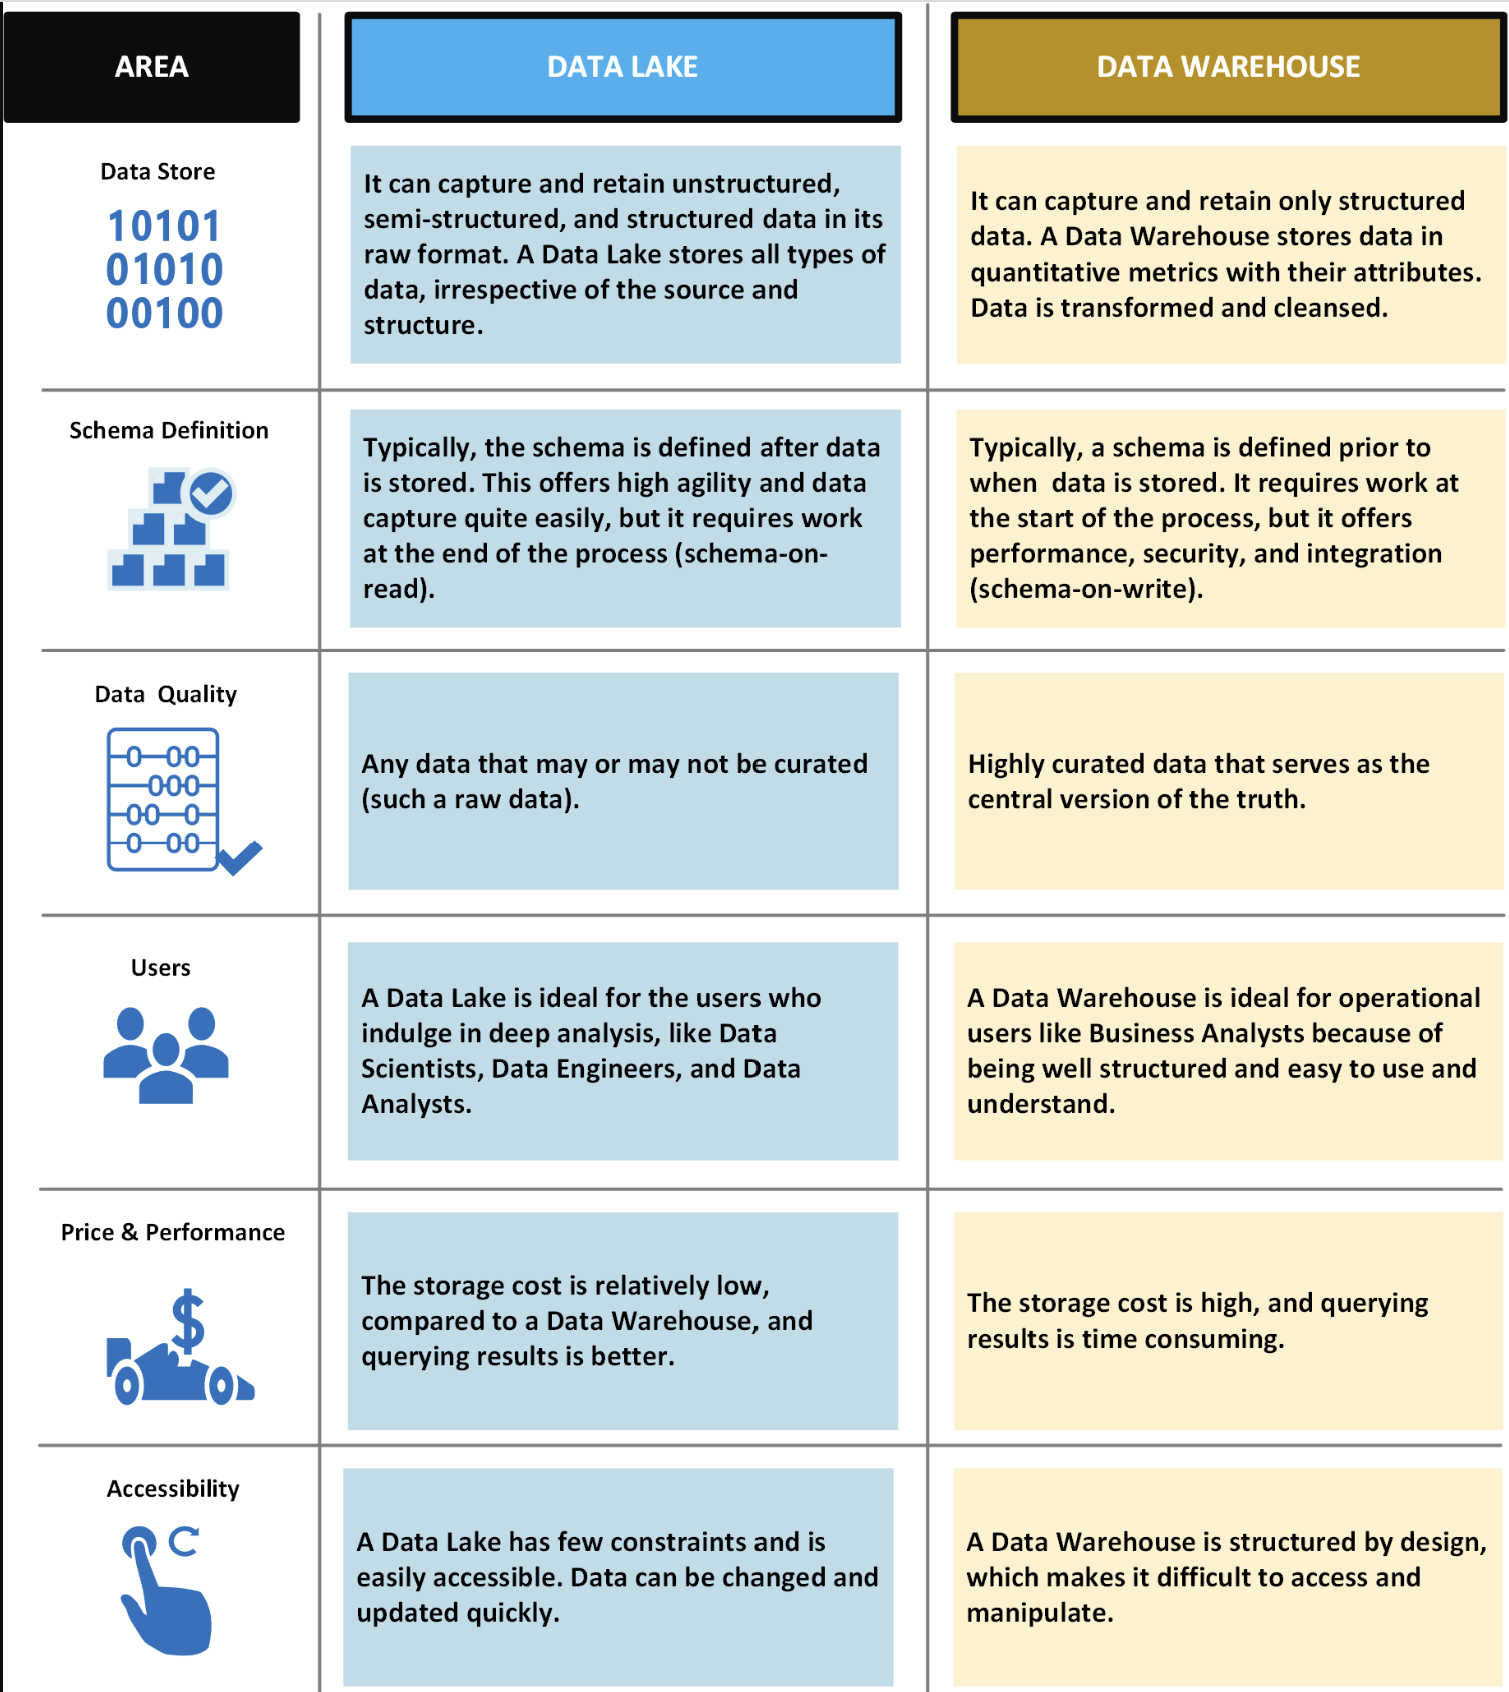 AREA
DATA LAKE
DATA WAREHOUSE
Data Store
10101
01010
00100
It can capture and retain unstructured,
semi-structured, and structured data in its
raw format. A Data Lake stores all types of
data, irrespective of the source and
structure.
It can capture and retain only structured
data. A Data Warehouse stores data in
quantitative metrics with their attributes.
Data is transformed and cleansed.
Schema Definition
Typically, the schema is defined after data
is stored. This offers high agility and data
capture quite easily, but it requires work
at the end of the process (schema-on-
read).
Typically, a schema is defined prior to
when  data is stored. It requires work at
the start of the process, but it offers
performance, security, and integration
(schema-on-write).
Data  Quality
Any data that may or may not be curated
(such a raw data).
Highly curated data that serves as the
central version of the truth.
Users
A Data Lake is ideal for the users who
indulge in deep analysis, like Data
Scientists, Data Engineers, and Data
Analysts.
A Data Warehouse is ideal for operational
users like Business Analysts because of
being well structured and easy to use and
understand.
Price & Performance
$
The storage cost is relatively low,
compared to a Data Warehouse, and
querying results is better.
The storage cost is high, and querying
results is time consuming.
Accessibility
A Data Lake has few constraints and is
easily accessible. Data can be changed and
updated quickly.
A Data Warehouse is structured by design,
which makes it difficult to access and
manipulate.